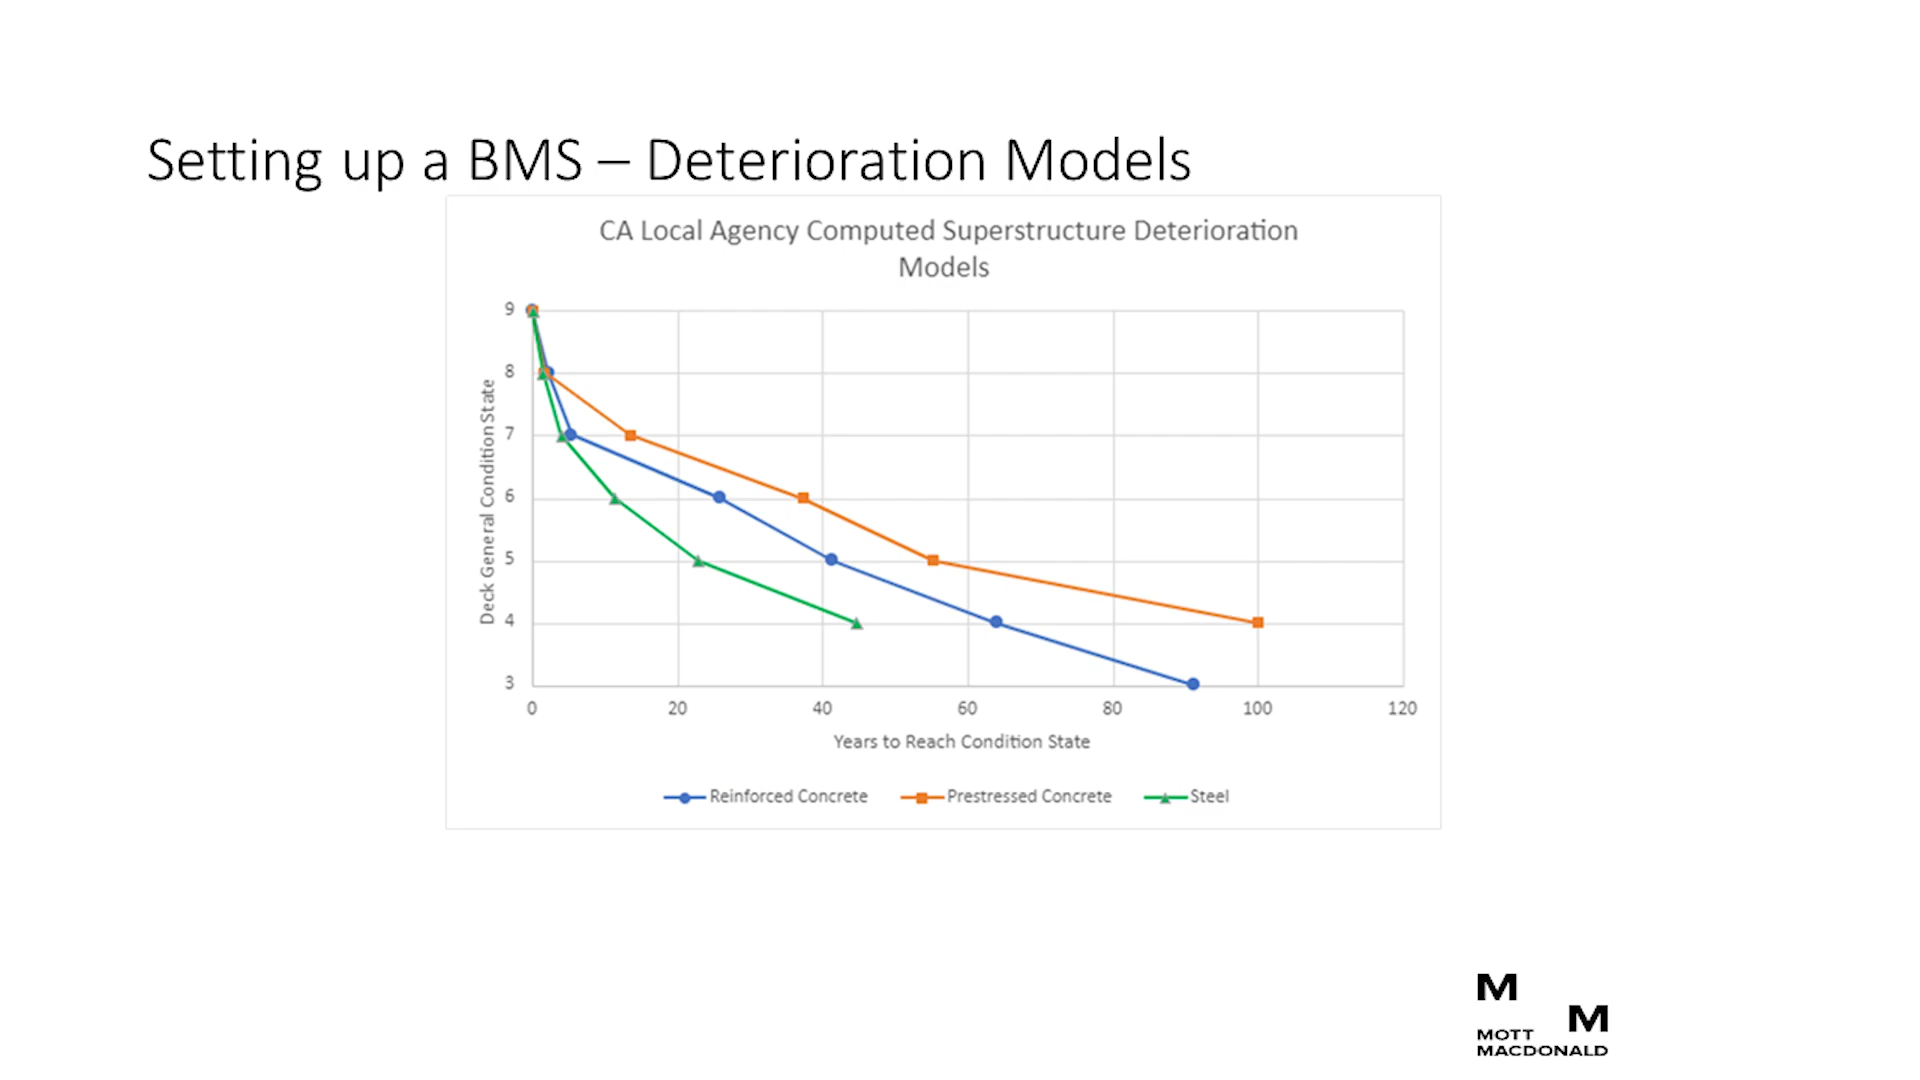 Setting up a BMS – Deterioration Models
CA Local Agency Computed Superstructure Deterioration
Models
Deck General Condition State
9
8
7
6
5
4
3
0 20 40 60 80 100 120
Years to Reach Condition State
Reinforced Concrete Prestressed Concrete Steel
M
M
MOTT
MACDONALD